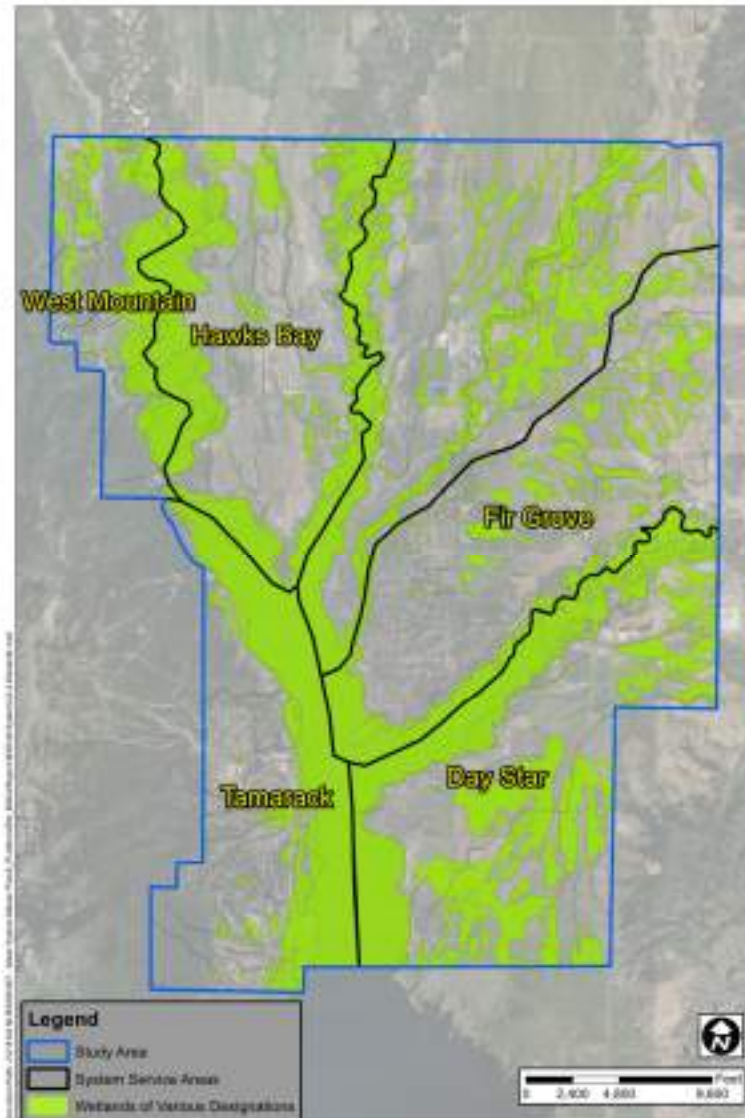 West Mountain
Hawks Bay
Fir Grove
Tamarack
Day Star
Legend
Study Area
System Service Areas
Wetlands of Various Designations
N
Feet
0 2,400 4,800 9,600